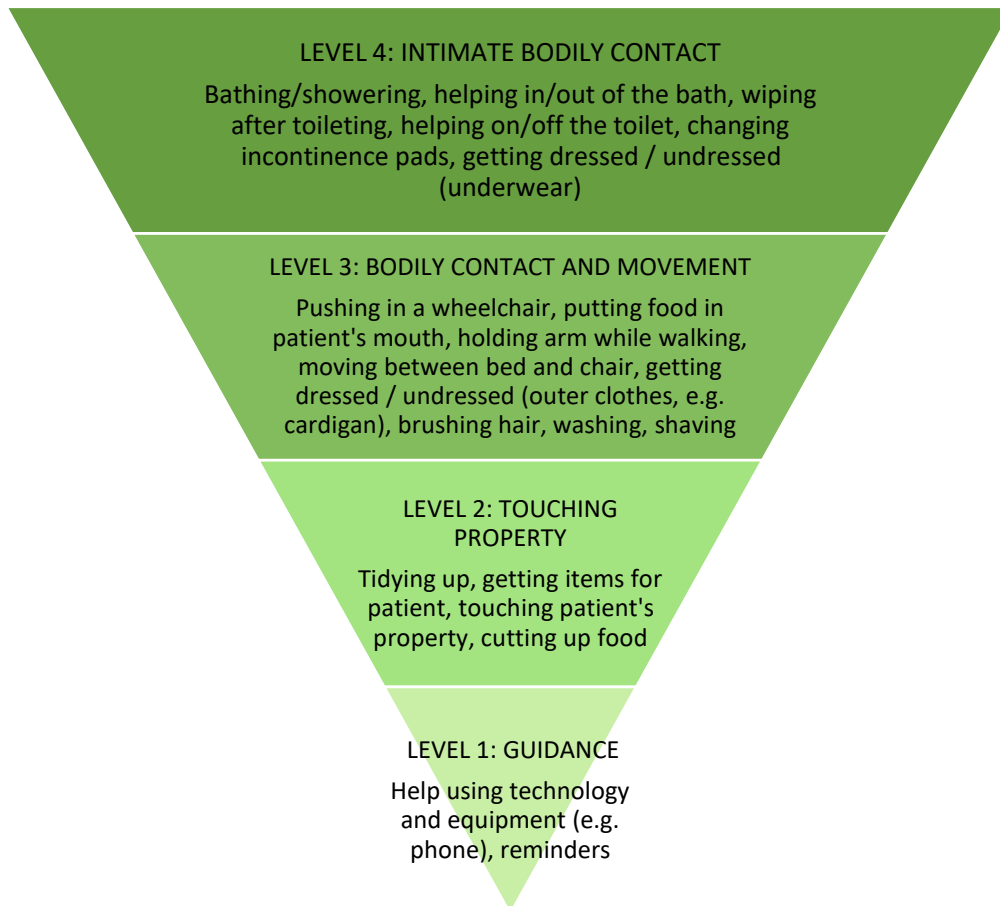 LEVEL 4: INTIMATE BODILY CONTACT
Bathing/showering, helping in/out of the bath, wiping
after toileting, helping on/off the toilet, changing
incontinence pads, getting dressed / undressed
(underwear)
LEVEL 3: BODILY CONTACT AND MOVEMENT
Pushing in a wheelchair, putting food in
patient's mouth, holding arm while walking,
moving between bed and chair, getting
dressed / undressed (outer clothes, e.g.
cardigan), brushing hair, washing, shaving
LEVEL 2: TOUCHING
PROPERTY
Tidying up, getting items for
patient, touching patient's
property, cutting up food
LEVEL 1: GUIDANCE
Help using technology
and equipment (e.g.
phone), reminders